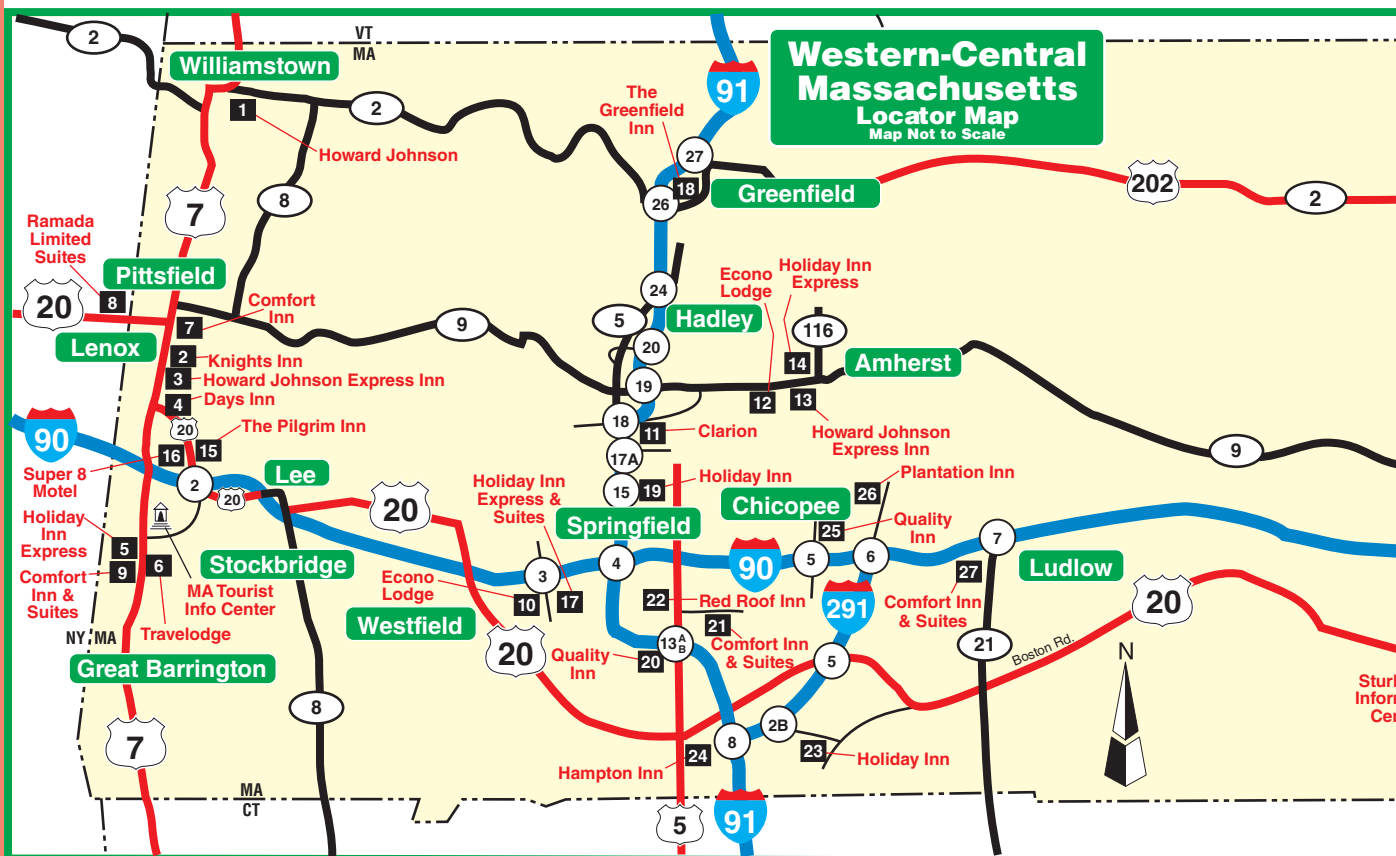 Western-Central
Massachusetts
Locator Map
Map Not to Scale
VT
MA
2
Williamstown
1
Howard Johnson
2
91
The
Greenfield
Inn
27
18
26
Greenfield
202
2
7
8
Ramada
Limited
Suites
Pittsfield
20
8
Lenox
7
Comfort
Inn
2
Knights Inn
3
Howard Johnson Express Inn
4
Days Inn
9
24
5
Hadley
20
19
Econo
Lodge
Holiday Inn
Express
116
14
Amherst
12
13
Howard Johnson
Express Inn
9
90
20
16
15
The Pilgrim Inn
Super 8
Motel
2
20
Lee
20
18
11
Clarion
17A
15
19
Holiday Inn
Holiday Inn
Express &
Suites
Springfield
Chicopee
26
Plantation Inn
25
Quality
Inn
Holiday
Inn
Express
5
9
Comfort
Inn &
Suites
6
Travelodge
MA Tourist
Info Center
Stockbridge
3
4
90
5
6
7
Ludlow
Econo
Lodge
10
17
Westfield
22
Red Roof Inn
21
Comfort Inn
& Suites
291
27
Comfort Inn
& Suites
20
NY
MA
Great Barrington
20
Quality
Inn
20
13
A
B
5
21
Boston Rd.
N
7
8
8
2B
24
Hampton Inn
23
Holiday Inn
MA
CT
5
91
Sturl
Inforr
Cer